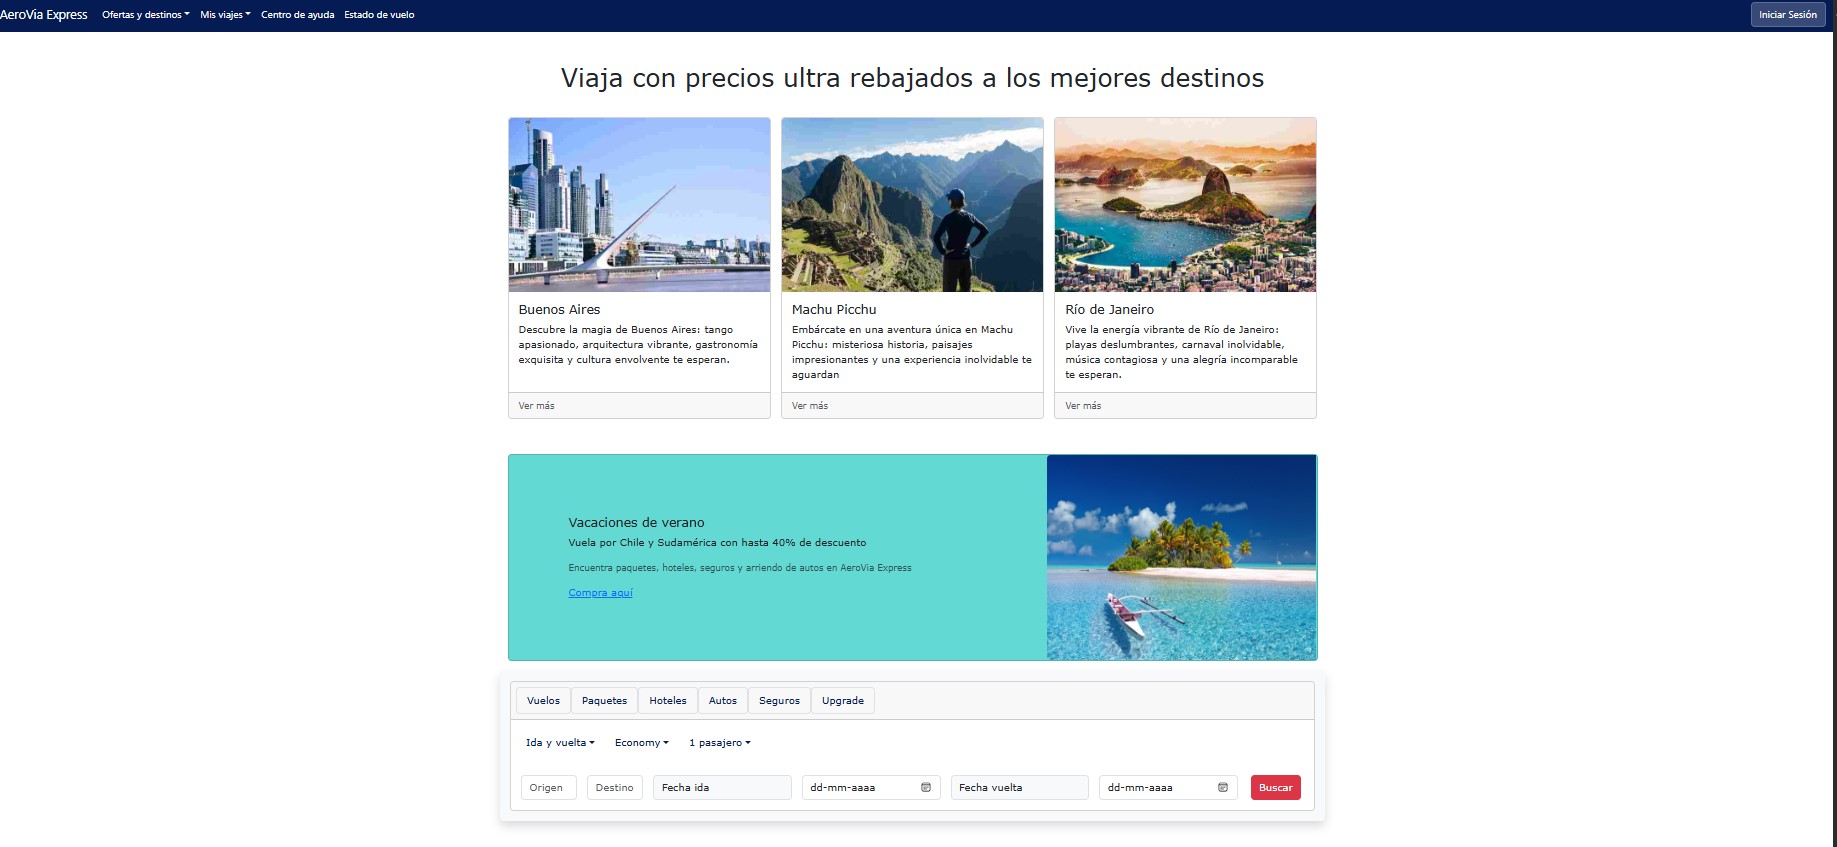 AeroVia Express
Ofertas y destinos
Mis viajes
Centro de ayuda
Estado de vuelo
Iniciar Sesión
Viaja con precios ultra rebajados a los mejores destinos
Buenos Aires
Descubre la magia de Buenos Aires: tango
apasionado, arquitectura vibrante, gastronomía
exquisita y cultura envolvente te esperan.
Ver más
Machu Picchu
Embárcate en una aventura única en Machu
Picchu: misteriosa historia, paisajes
impresionantes y una experiencia inolvidable te
aguardan
Ver más
Río de Janeiro
Vive la energía vibrante de Río de Janeiro:
playas deslumbrantes, carnaval inolvidable,
música contagiosa y una alegría incomparable
te esperan.
Ver más
Vacaciones de verano
Vuela por Chile y Sudamérica con hasta 40% de descuento
Encuentra paquetes, hoteles, seguros y arriendo de autos en AeroVia Express
Compra aquí
Vuelos
Paquetes
Hoteles
Autos
Seguros
Upgrade
Ida y vuelta
Economy
1 pasajero
Origen
Destino
Fecha ida
dd-mm-aaaa
Fecha vuelta
dd-mm-aaaa
Buscar